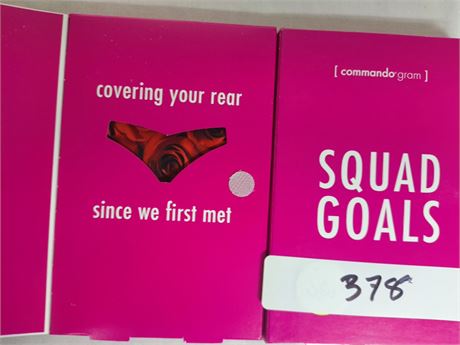 covering your rear
since we first met
[ commando gram ]
SQUAD
GOALS
378